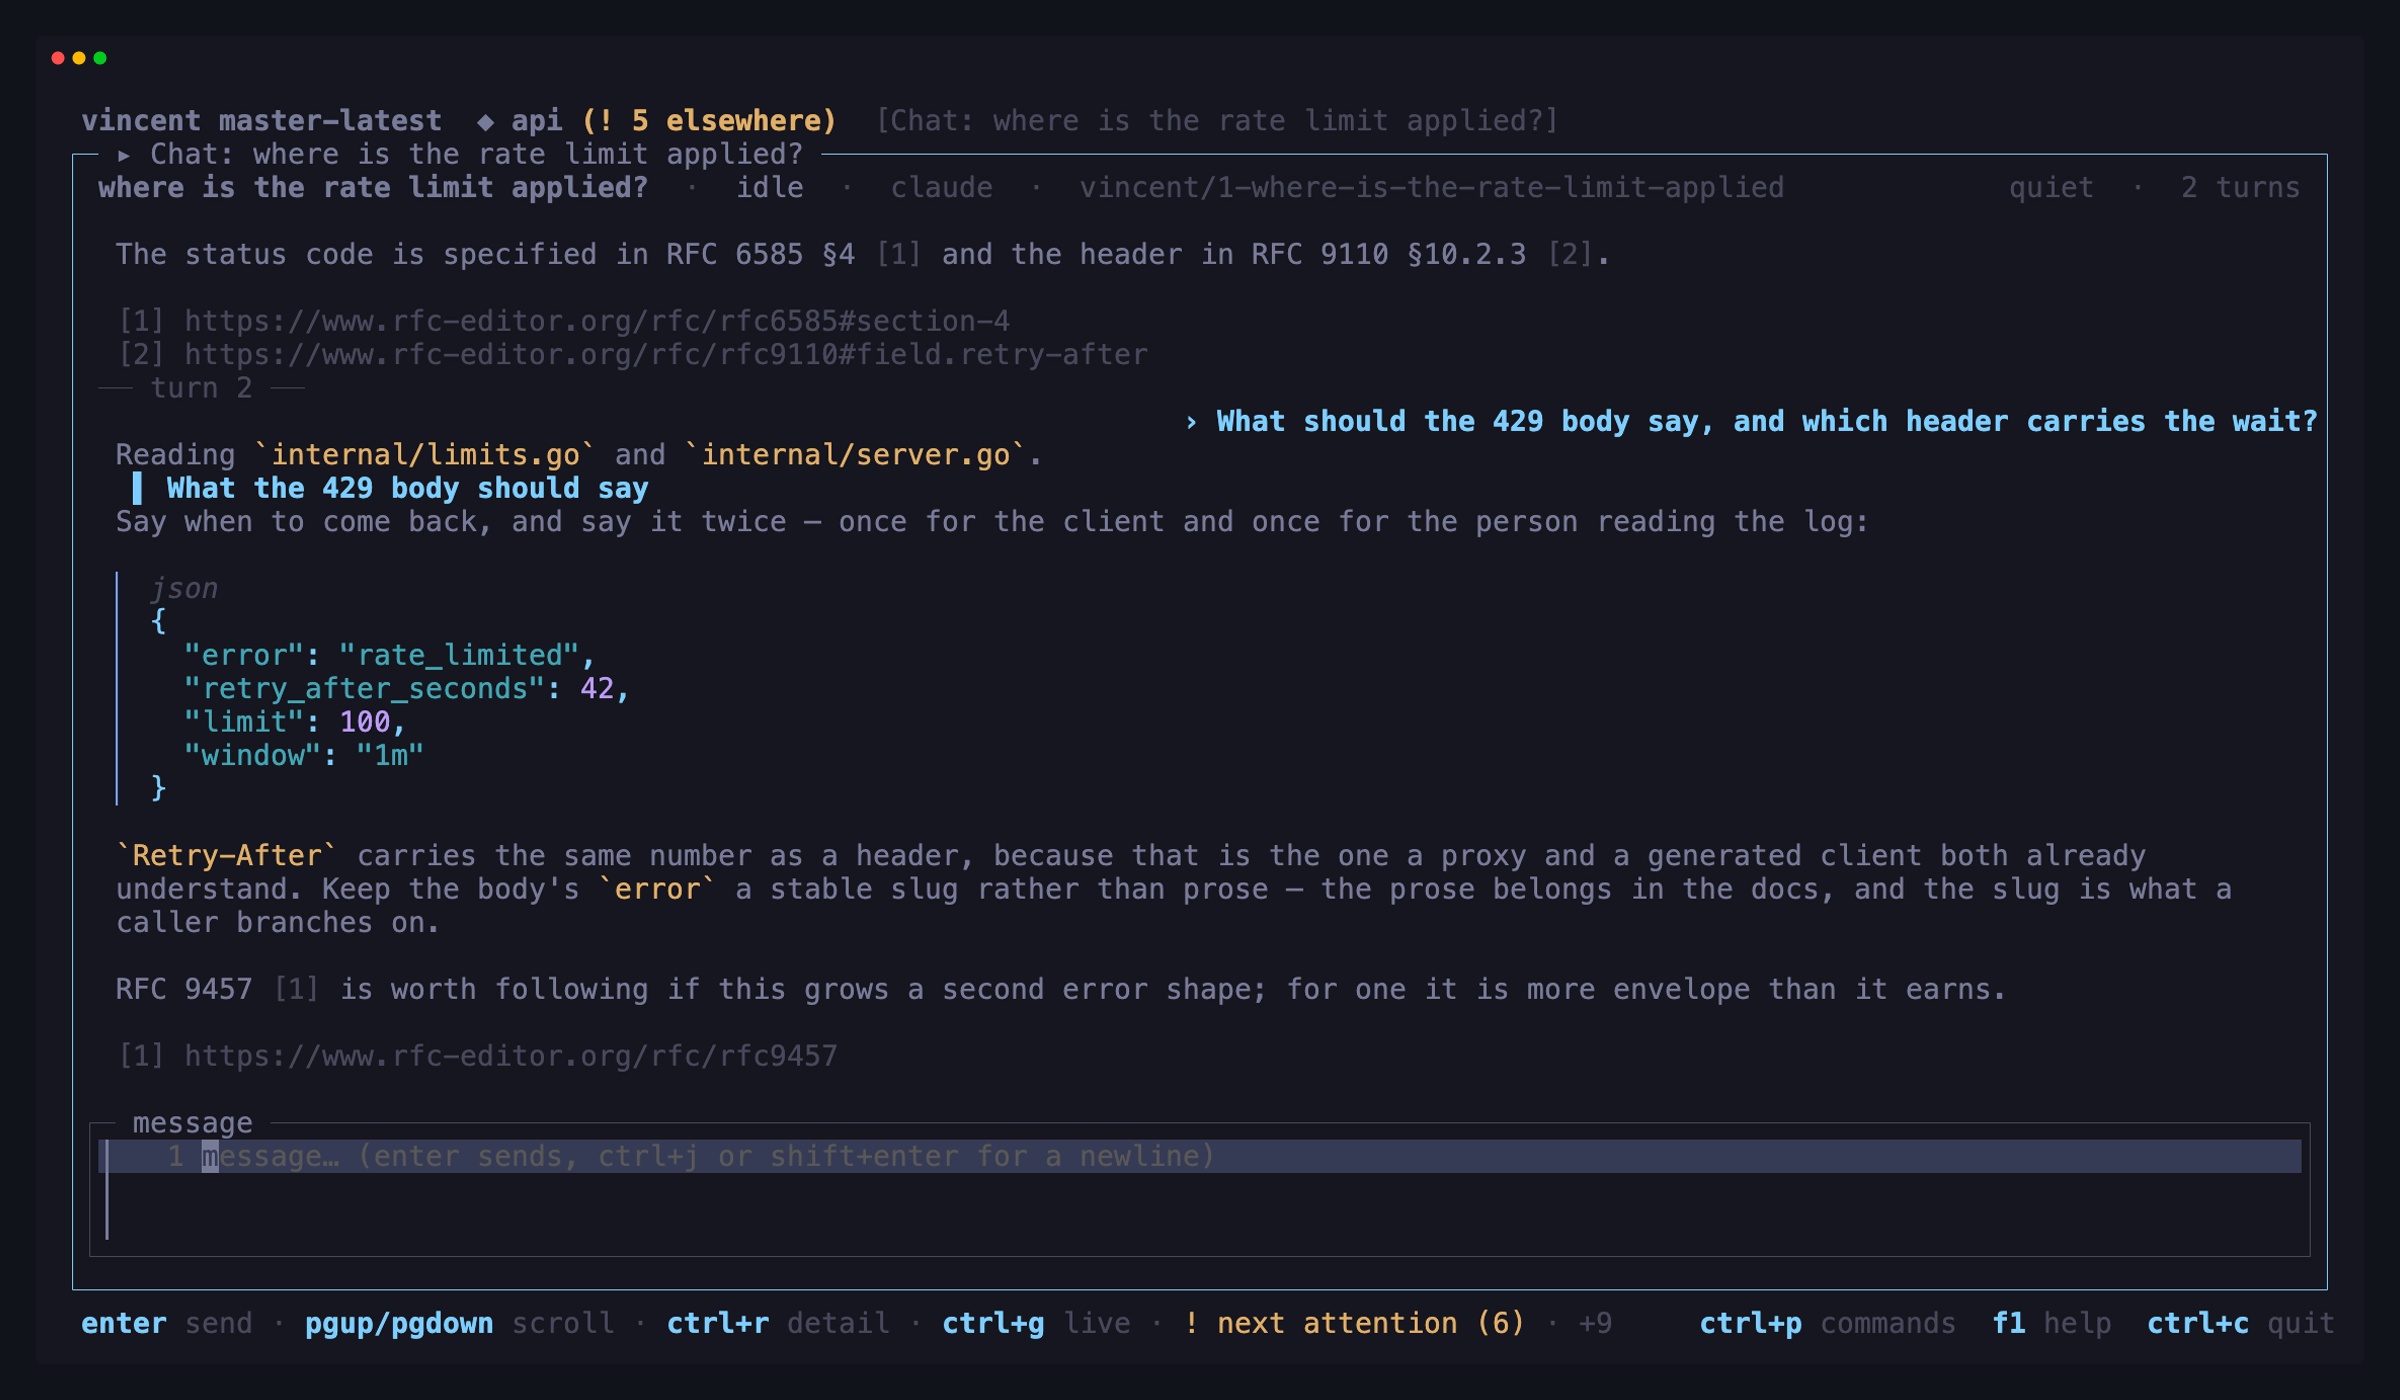 vincent master-latest ◆ api (! 5 elsewhere) [Chat: where is the rate limit applied?]
▸ Chat: where is the rate limit applied?
where is the rate limit applied? · idle · claude · vincent/1-where-is-the-rate-limit-applied quiet · 2 turns
The status code is specified in RFC 6585 §4 [1] and the header in RFC 9110 §10.2.3 [2].
[1] https://www.rfc-editor.org/rfc/rfc6585#section-4
[2] https://www.rfc-editor.org/rfc/rfc9110#field.retry-after
── turn 2 ──
› What should the 429 body say, and which header carries the wait?
Reading `internal/limits.go` and `internal/server.go`.
▌ What the 429 body should say
Say when to come back, and say it twice — once for the client and once for the person reading the log:
json
{
  "error": "rate_limited",
  "retry_after_seconds": 42,
  "limit": 100,
  "window": "1m"
}
`Retry-After` carries the same number as a header, because that is the one a proxy and a generated client both already
understand. Keep the body's `error` a stable slug rather than prose — the prose belongs in the docs, and the slug is what a
caller branches on.
RFC 9457 [1] is worth following if this grows a second error shape; for one it is more envelope than it earns.
[1] https://www.rfc-editor.org/rfc/rfc9457
message
1 message… (enter sends, ctrl+j or shift+enter for a newline)
enter send · pgup/pgdown scroll · ctrl+r detail · ctrl+g live · ! next attention (6) · +9 ctrl+p commands f1 help ctrl+c quit